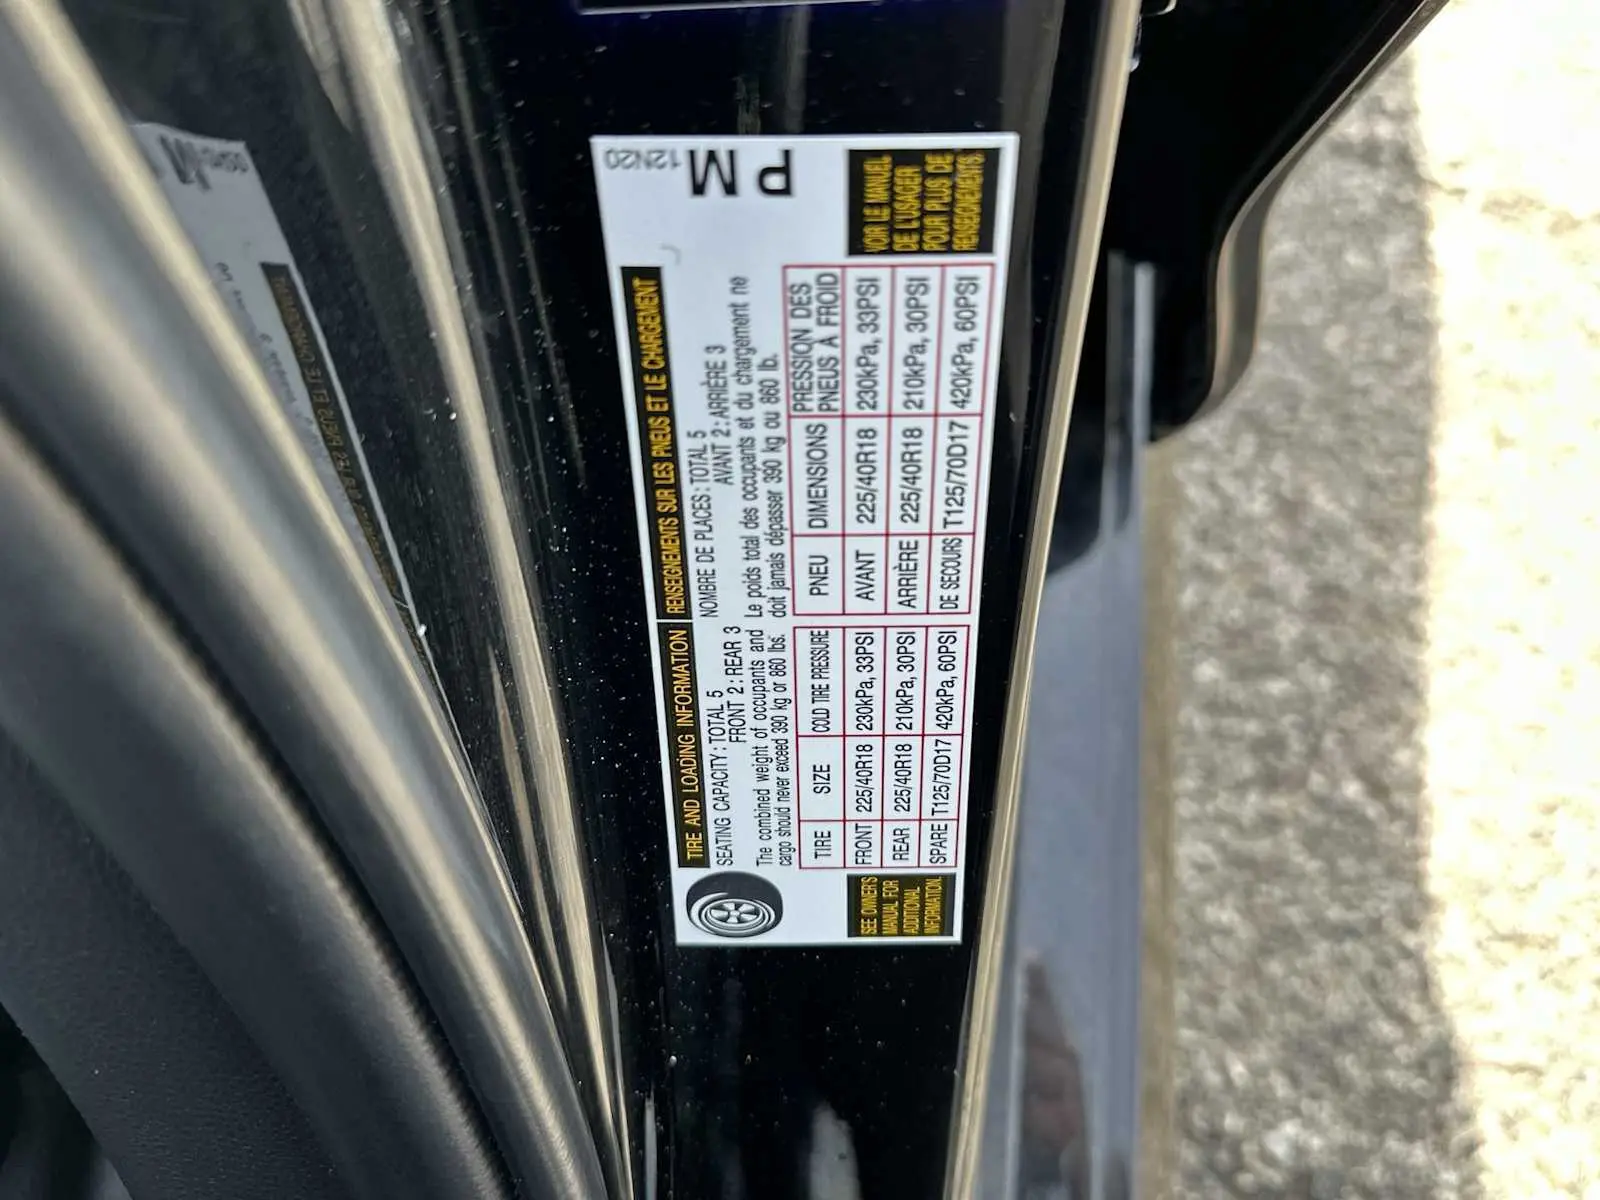 TIRE AND LOADING INFORMATION
SEATING CAPACITY : TOTAL 5
FRONT 2 : REAR 3
The combined weight of occupants and
cargo should never exceed 390 kg or 860 lbs.
TIRE SIZE COLD TIRE PRESSURE
FRONT 225/40R18 230kPa, 33PSI
REAR 225/40R18 210kPa, 30PSI
SPARE T125/70D17 420kPa, 60PSI
SEE OWNER'S
MANUAL FOR
ADDITIONAL
INFORMATION.
RENSEIGNEMENTS SUR LES PNEUS ET LE CHARGEMENT
NOMBRE DE PLACES : TOTAL 5
AVANT 2 : ARRIÈRE 3
Le poids total des occupants et du chargement ne
doit jamais dépasser 390 kg ou 860 lb.
PNEU DIMENSIONS PRESSION DES
PNEUS À FROID
AVANT 225/40R18 230kPa, 33PSI
ARRIÈRE 225/40R18 210kPa, 30PSI
DE SECOURS T125/70D17 420kPa, 60PSI
VOIR LE MANUEL
DE L'USAGER
POUR PLUS DE
RENSEIGNEMENTS.
P M
12N20